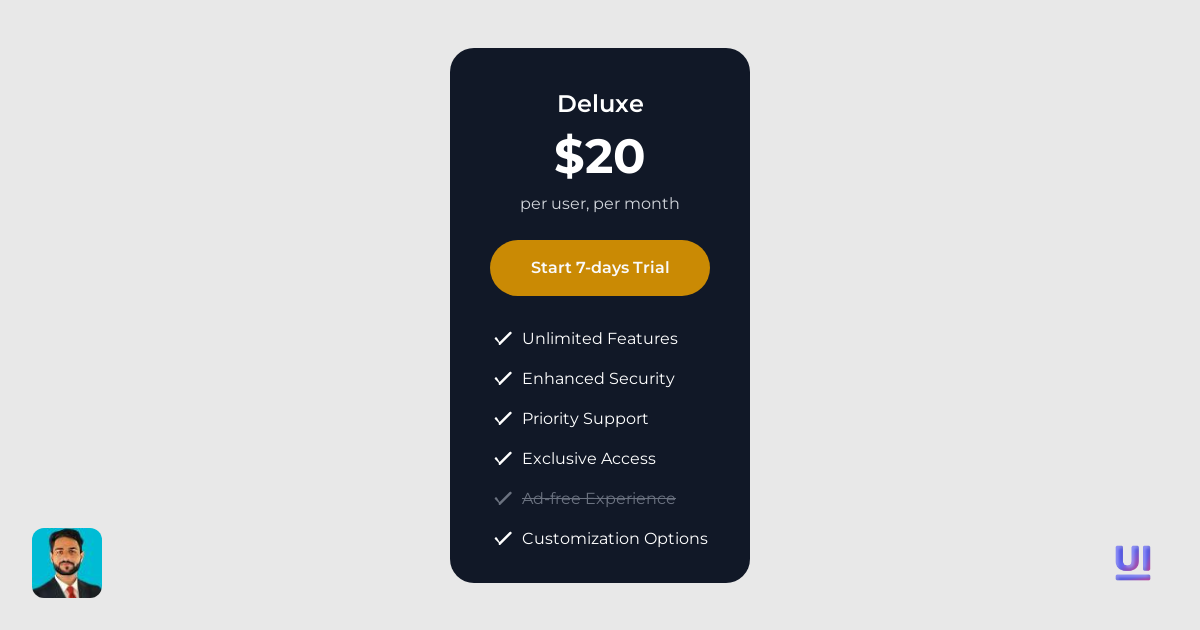 Deluxe
$20
per user, per month
Start 7-days Trial
Unlimited Features
Enhanced Security
Priority Support
Exclusive Access
Ad-free Experience
Customization Options
UI